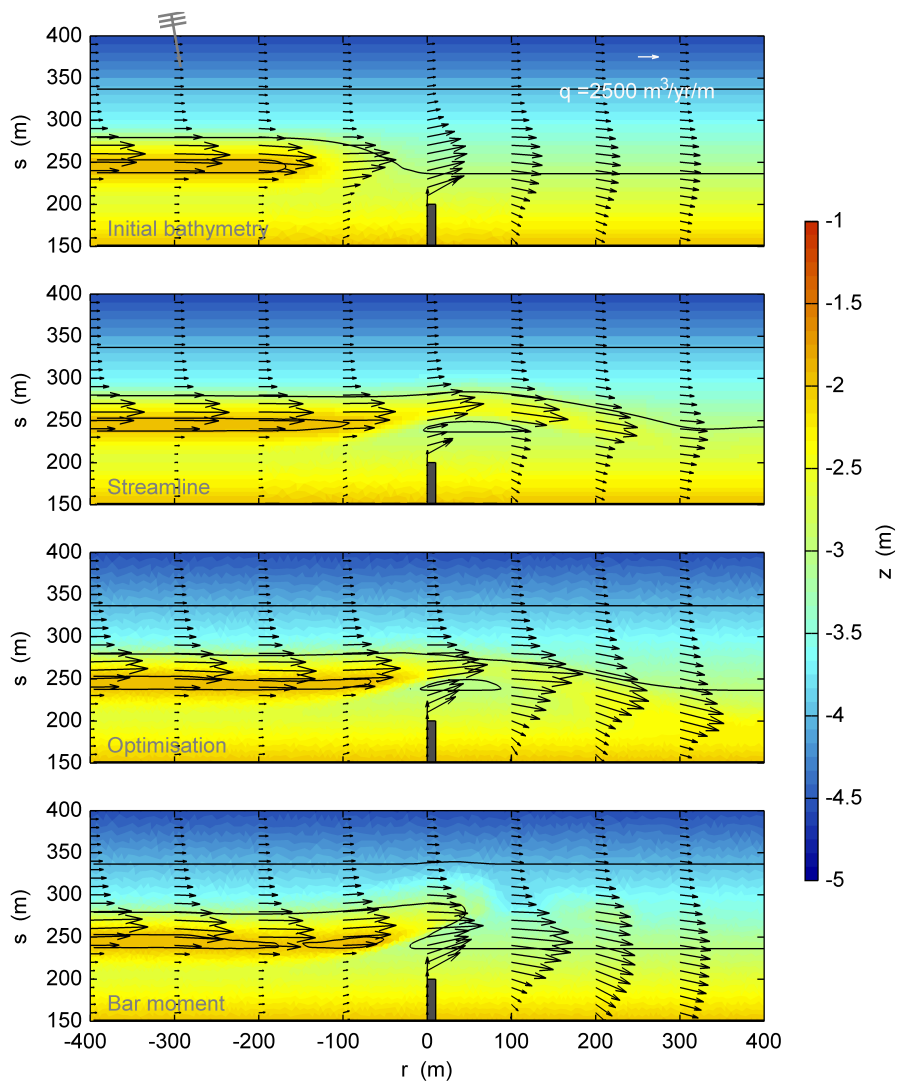 400
350
300
250
200
150
s (m)
q =2500 m3/yr/m
Initial bathymetry
400
350
300
250
200
150
s (m)
Streamline
400
350
300
250
200
150
s (m)
Optimisation
400
350
300
250
200
150
s (m)
Bar moment
-400 -300 -200 -100 0 100 200 300 400
r (m)
-1
-1.5
-2
-2.5
-3
-3.5
-4
-4.5
-5
z (m)